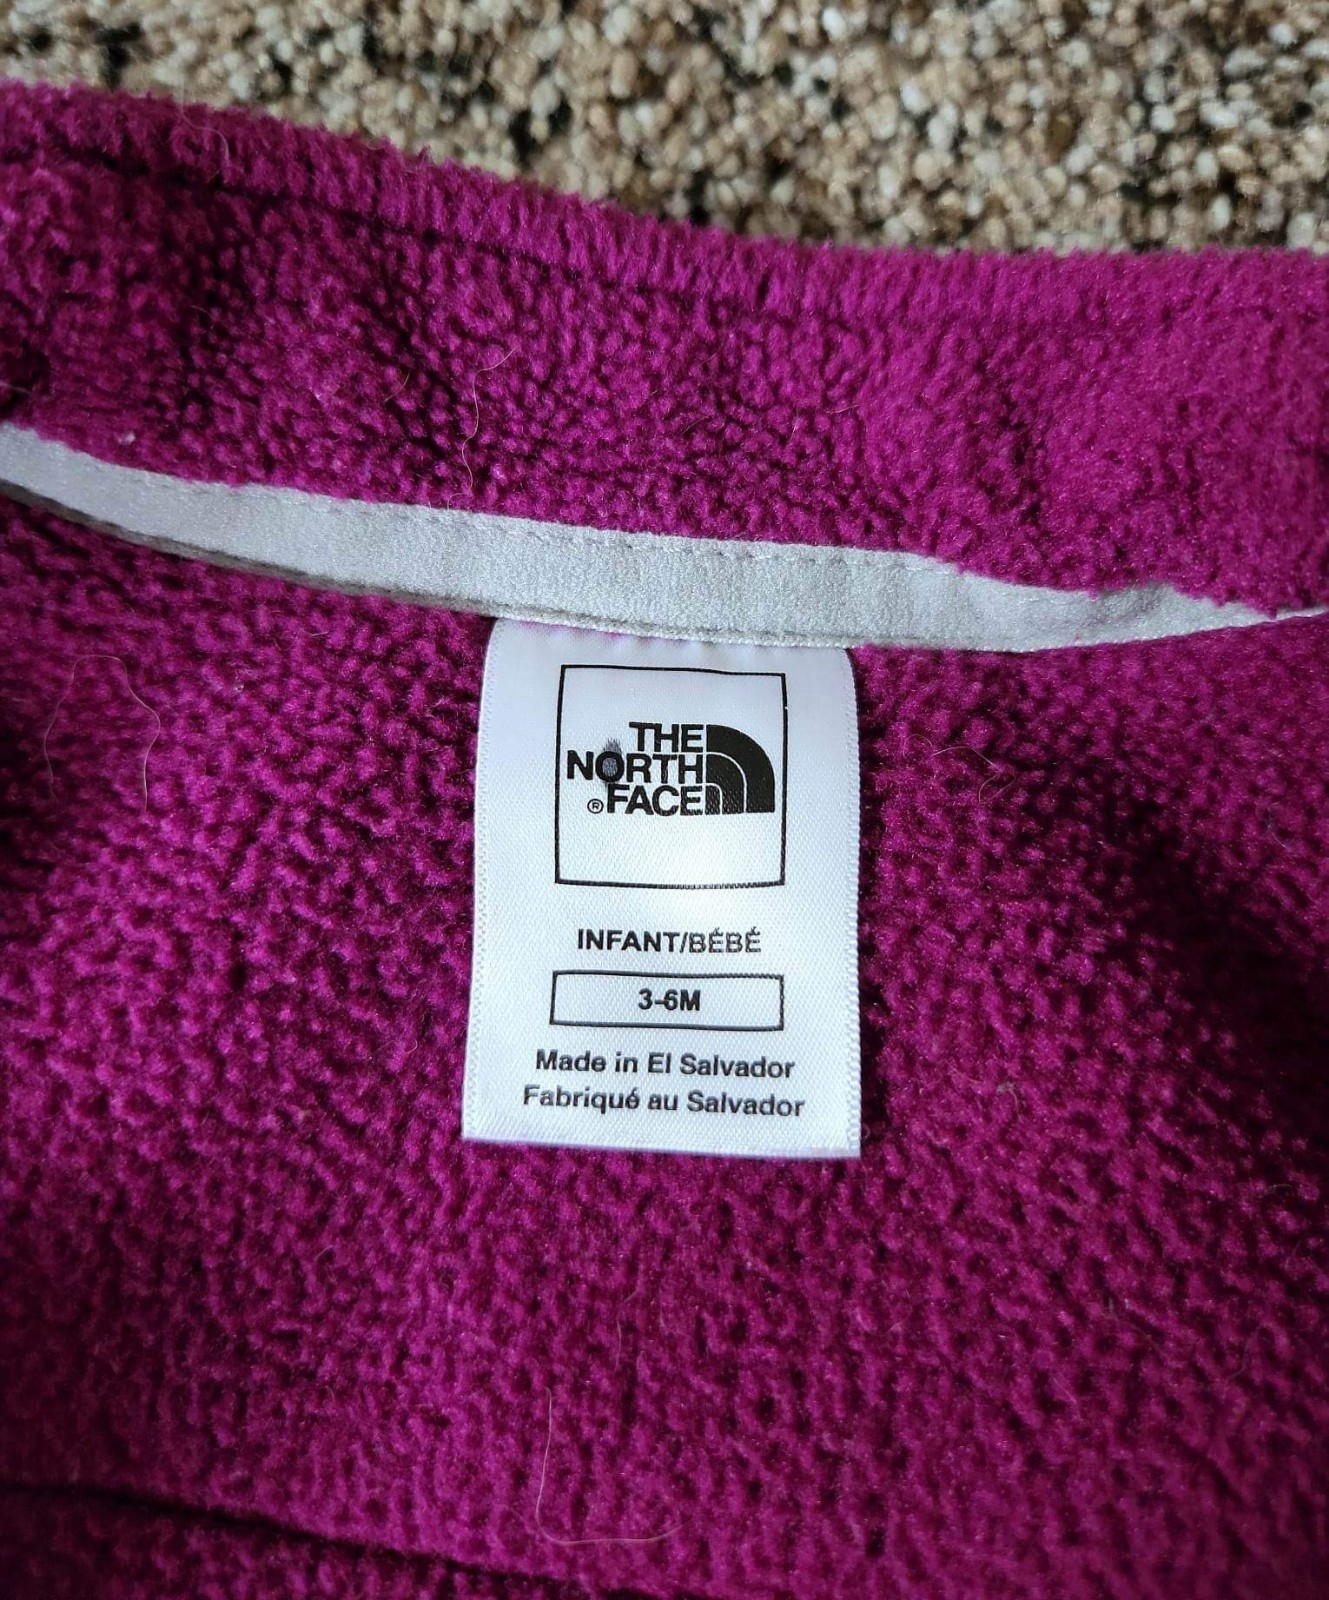 THE
NORTH
® FACE
INFANT/BÉBÉ
3-6M
Made in El Salvador
Fabriqué au Salvador